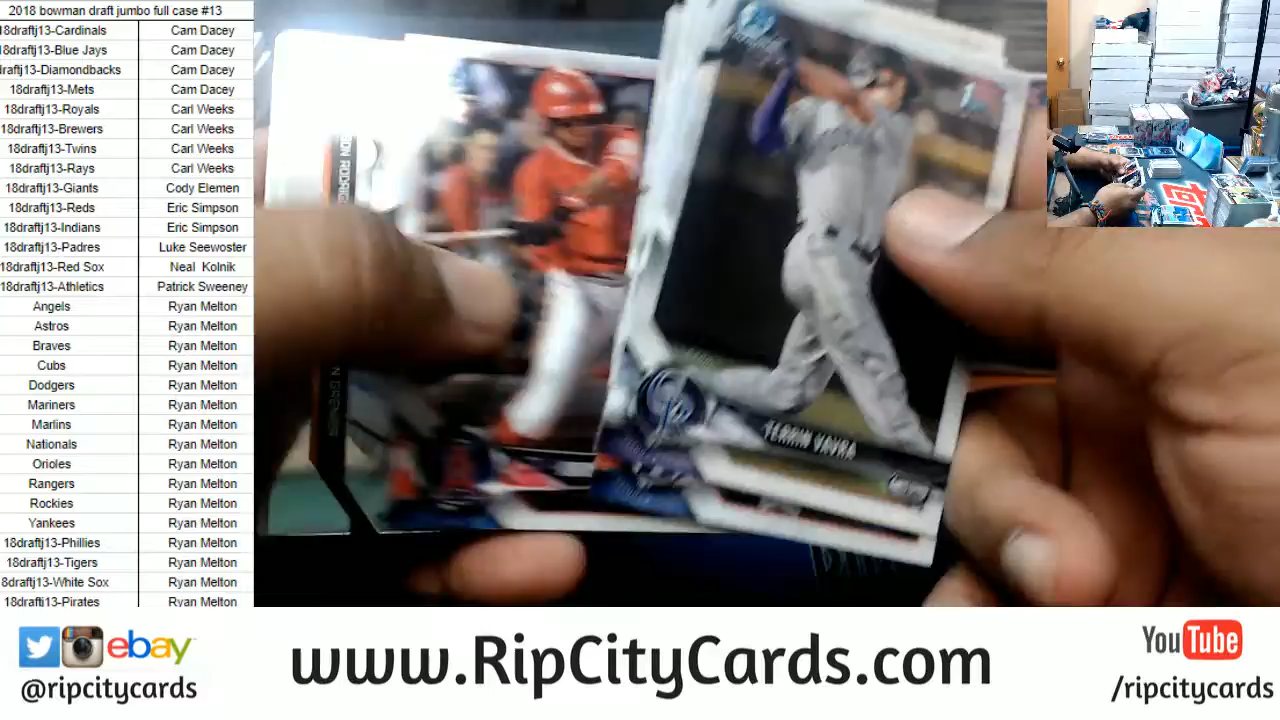 2018 bowman draft jumbo full case #13
18draftj13-Cardinals Cam Dacey
18draftj13-Blue Jays Cam Dacey
raftj13-Diamondbacks Cam Dacey
18draftj13-Mets Cam Dacey
18draftj13-Royals Carl Weeks
18draftj13-Brewers Carl Weeks
18draftj13-Twins Carl Weeks
18draftj13-Rays Carl Weeks
18draftj13-Giants Cody Elemen
18draftj13-Reds Eric Simpson
18draftj13-Indians Eric Simpson
18draftj13-Padres Luke Seewoster
18draftj13-Red Sox Neal Kolnik
18draftj13-Athletics Patrick Sweeney
Angels Ryan Melton
Astros Ryan Melton
Braves Ryan Melton
Cubs Ryan Melton
Dodgers Ryan Melton
Mariners Ryan Melton
Marlins Ryan Melton
Nationals Ryan Melton
Orioles Ryan Melton
Rangers Ryan Melton
Rockies Ryan Melton
Yankees Ryan Melton
18draftj13-Phillies Ryan Melton
18draftj13-Tigers Ryan Melton
8draftj13-White Sox Ryan Melton
18draftj13-Pirates Ryan Melton
TERRIN VAVRA
ebay
@ripcitycards
www.RipCityCards.com
YouTube
/ripcitycards